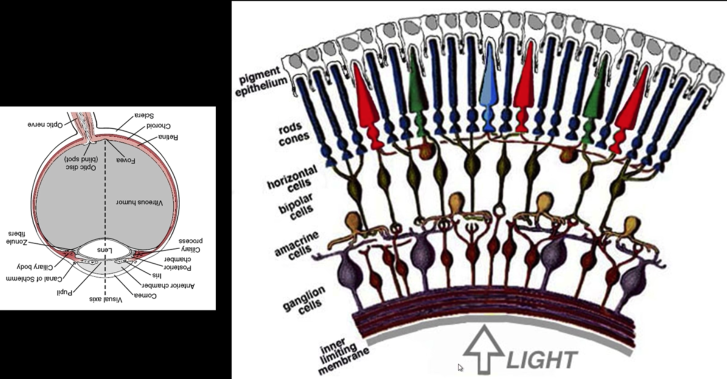 Optic nerve
Sclera
Choroid
Retina
Optic disc
(blind spot)
Fovea
Vitreous humor
Zonule
fibers
Lens
Ciliary
process
Posterior
chamber
Ciliary body
Iris
Canal of Schlemm
Anterior chamber
Pupil
Cornea
Visual axis
pigment
epithelium
rods
cones
horizontal
cells
bipolar
cells
amacrine
cells
ganglion
cells
inner
limiting
membrane
LIGHT